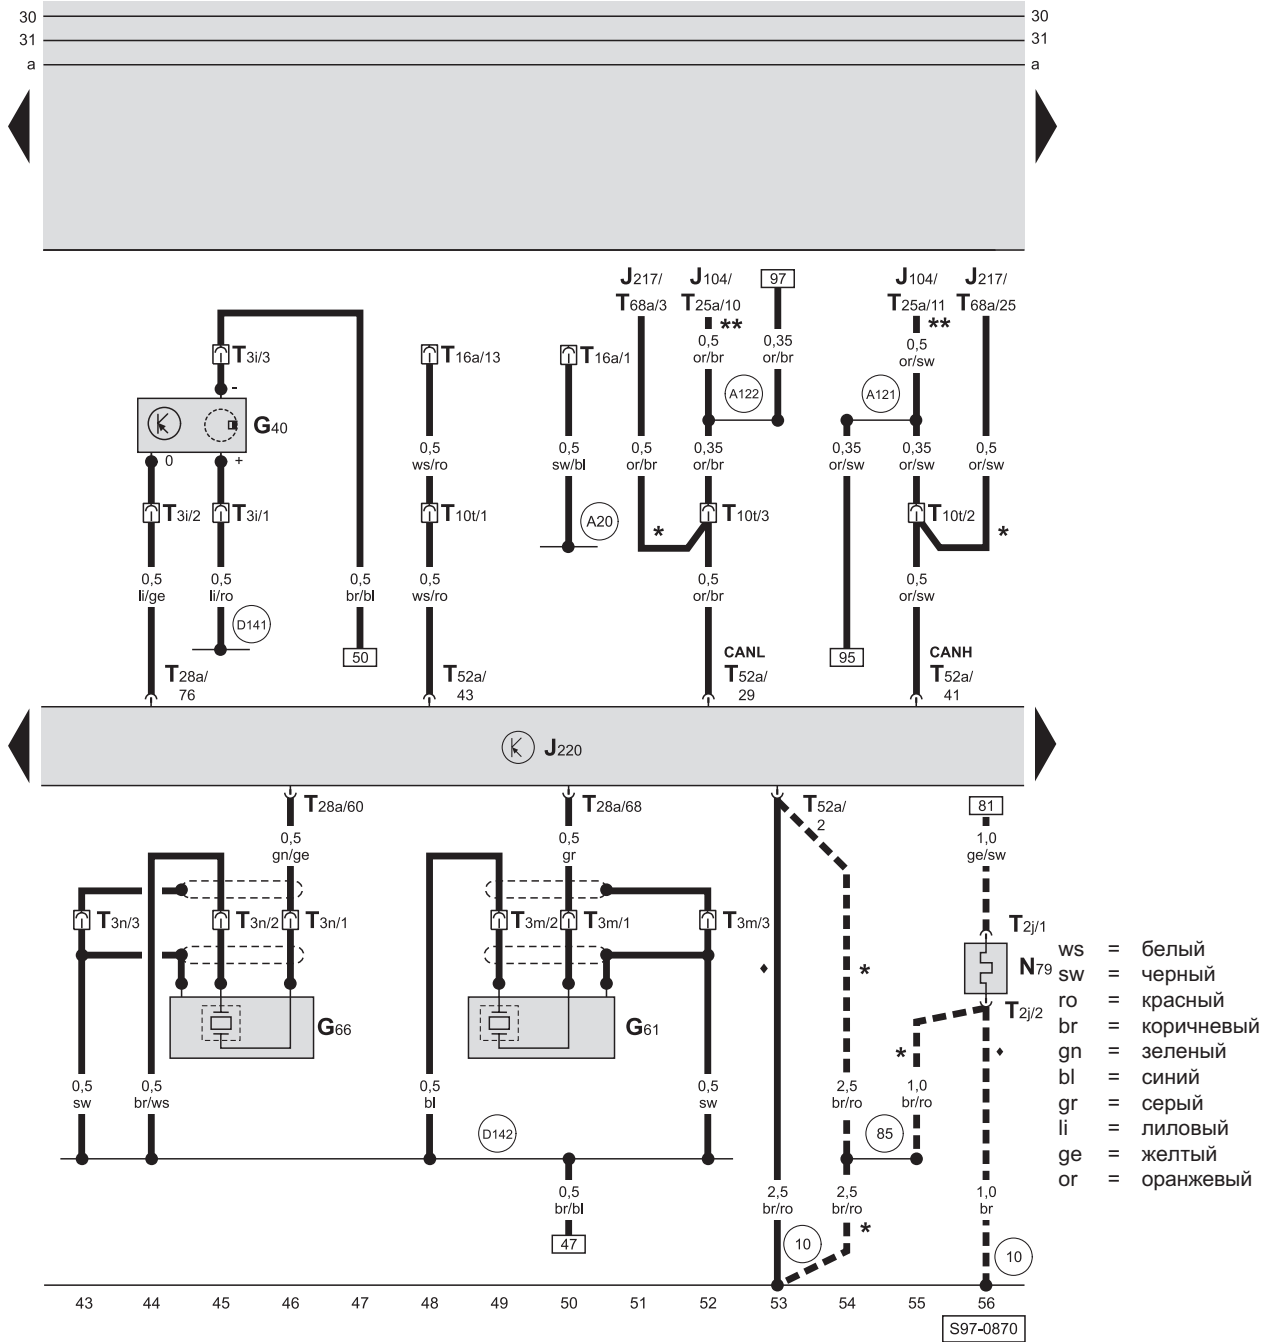 30 30
31 31
a a
J217/ J104/ 97 J104/ J217/
T68a/3 T25a/10 T25a/11 T68a/25
** **
0,5 0,35 0,5
or/br or/br or/sw
T3i/3 T16a/13 T16a/1
-
A122 A121
G40
0 +
0,5 0,5 0,5 0,35 0,35 0,35 0,5
ws/ro sw/bl or/br or/br or/sw or/sw or/sw
T3i/2 T3i/1 T10t/1 A20 T10t/3 T10t/2
* *
0,5 0,5 0,5 0,5 0,5 0,5
li/ge li/ro br/bl ws/ro or/br or/sw
D141
50 95
CANL CANH
T28a/ T52a/ T52a/ T52a/
76 43 29 41
J220
T28a/60 T28a/68 T52a/ 81
2
0,5 0,5 1,0
gn/ge gr ge/sw
T3n/3 T3n/2 T3n/1 T3m/2 T3m/1 T3m/3 T2j/1
♦ * N79
T2j/2
G66 G61
* ♦
0,5 0,5 0,5 0,5 2,5 1,0
sw br/ws bl sw br/ro br/ro
D142 85
0,5 2,5 2,5 1,0
br/bl br/ro br/ro br
*
47 10 10
43 44 45 46 47 48 49 50 51 52 53 54 55 56
S97-0870
ws = белый
sw = черный
ro = красный
br = коричневый
gn = зеленый
bl = синий
gr = серый
li = лиловый
ge = желтый
or = оранжевый